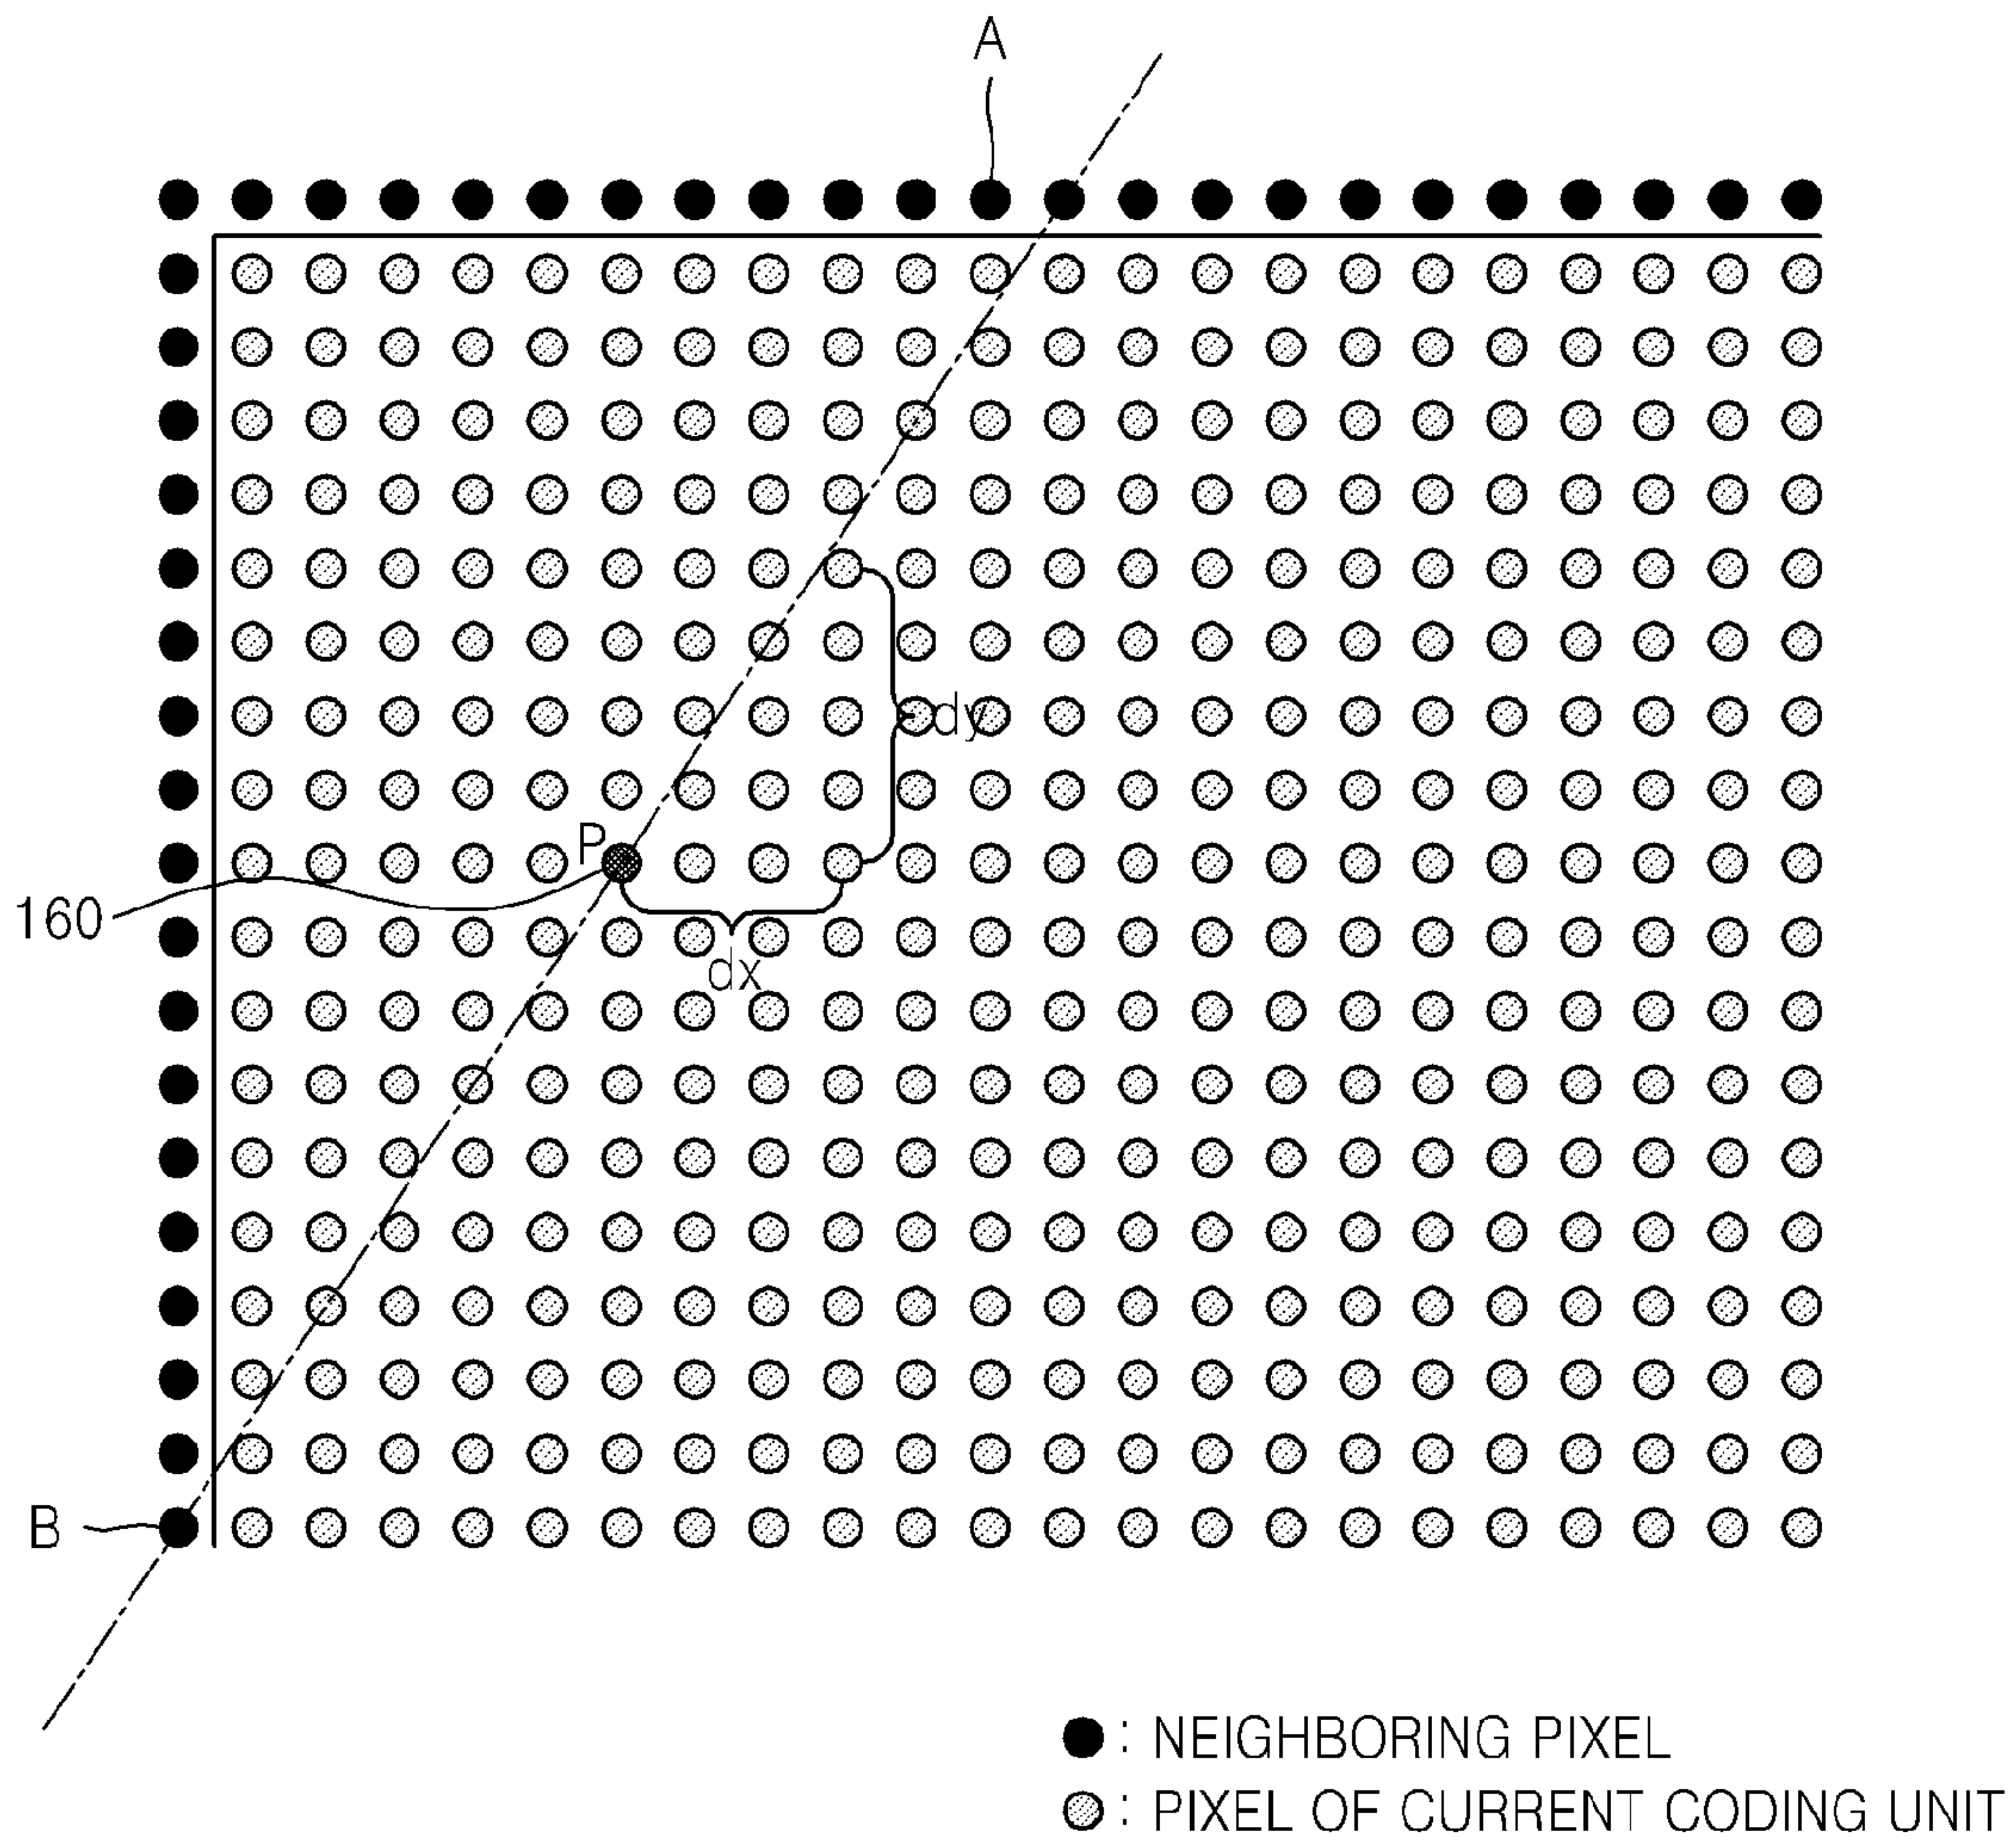 A
dy
P
160
dx
B
: NEIGHBORING PIXEL
: PIXEL OF CURRENT CODING UNIT